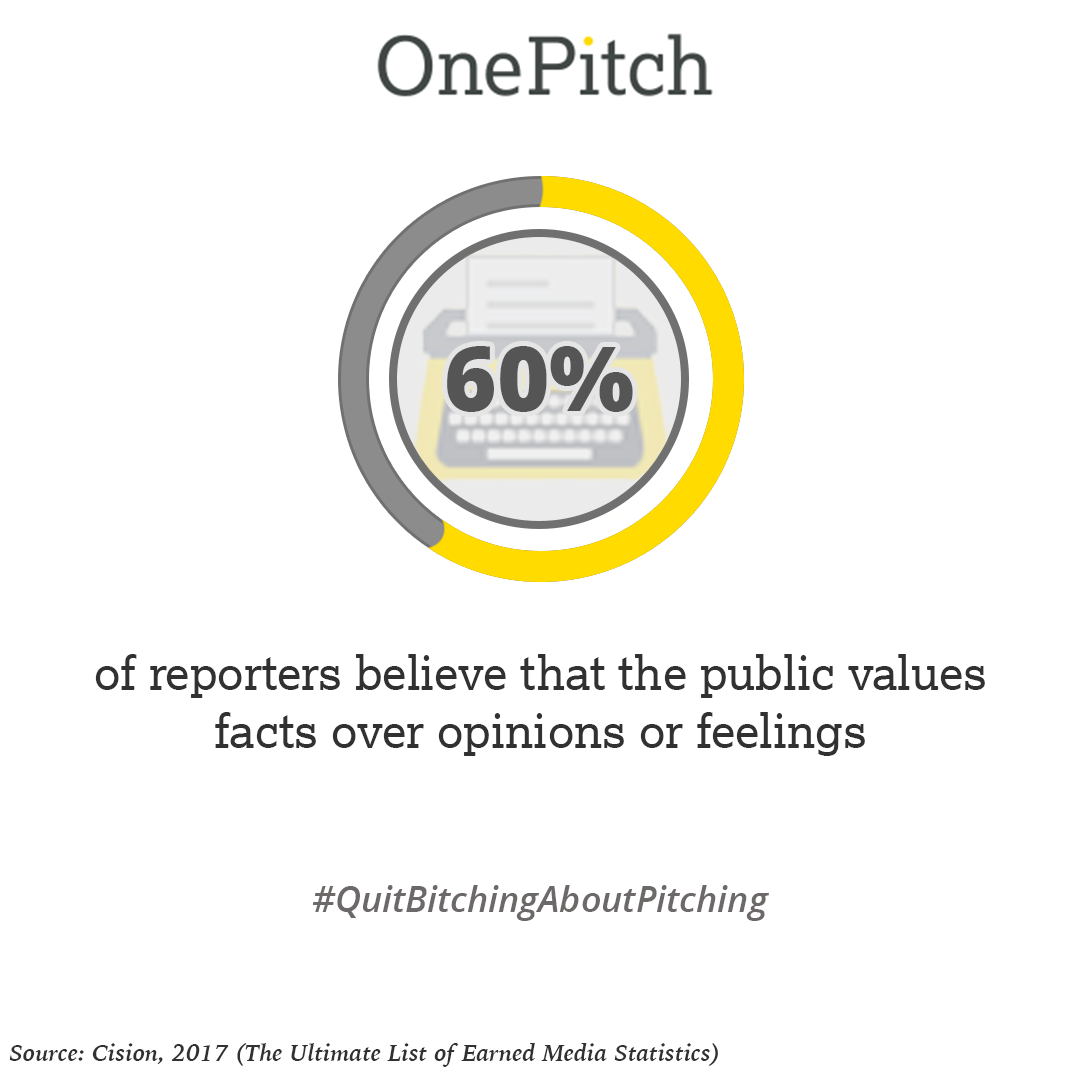 OnePitch
60%
of reporters believe that the public values
facts over opinions or feelings
#QuitBitchingAboutPitching
Source: Cision, 2017 (The Ultimate List of Earned Media Statistics)